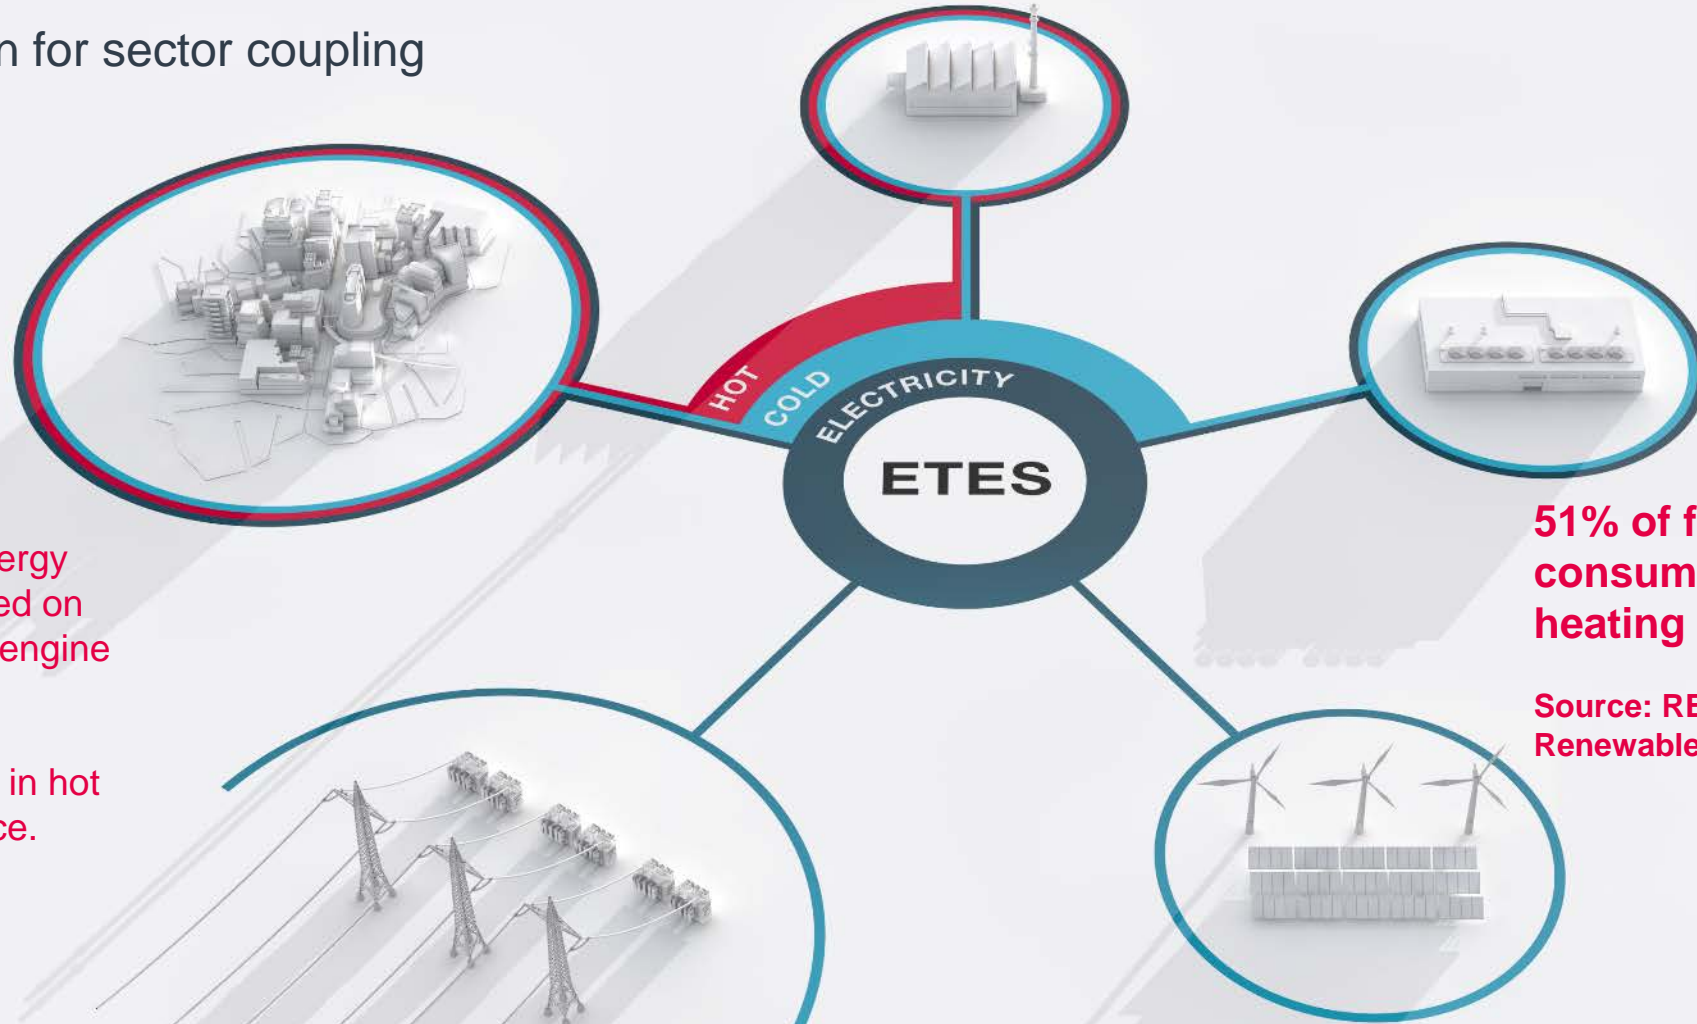 n for sector coupling
HOT
COLD
ELECTRICITY
ETES
ergy
ed on
engine
in hot
ce.
51% of f
consum
heating
Source: RE
Renewable